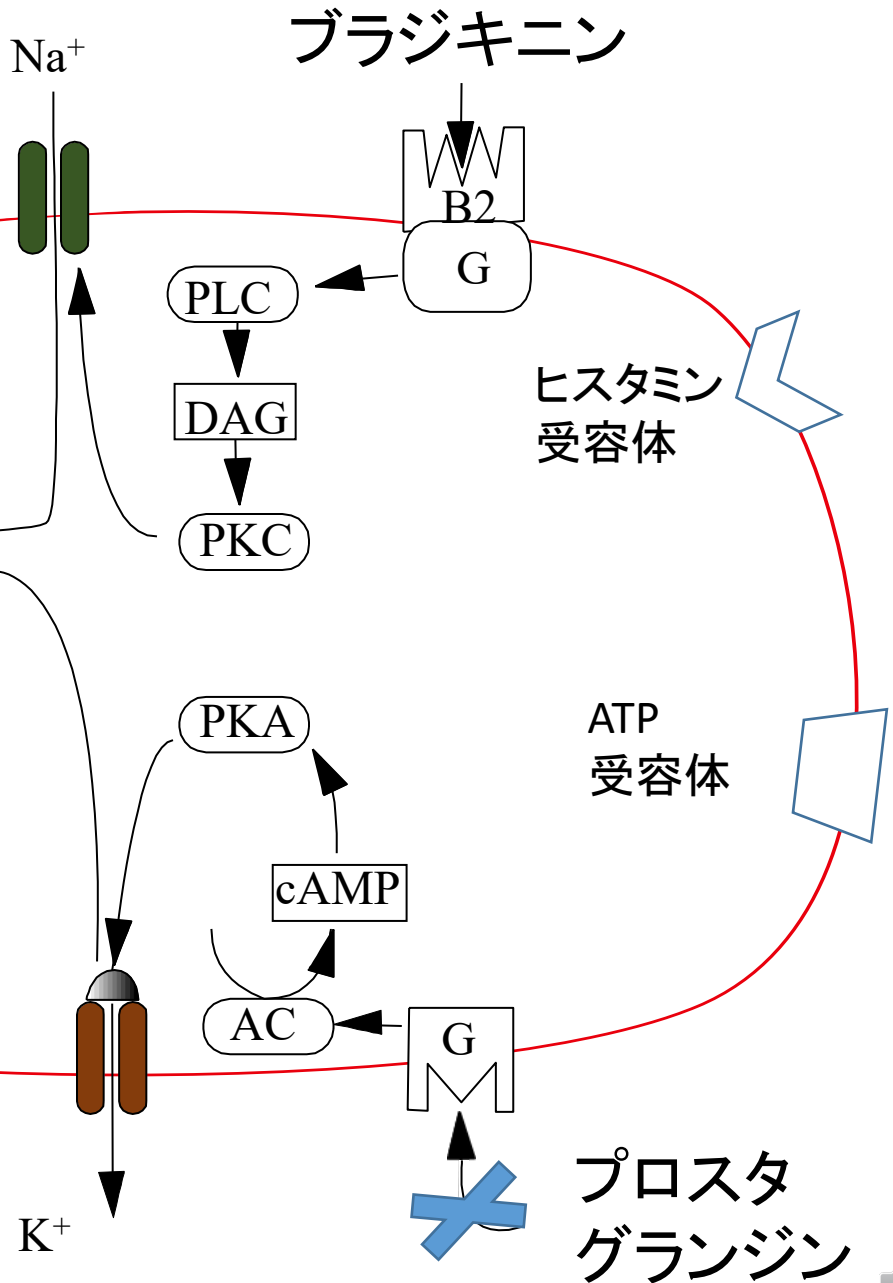 ブラジキニン
Na⁺
B2
G
PLC
DAG
PKC
ヒスタミン
受容体
PKA
ATP
受容体
cAMP
AC
G
K⁺
プロスタ
グランジン